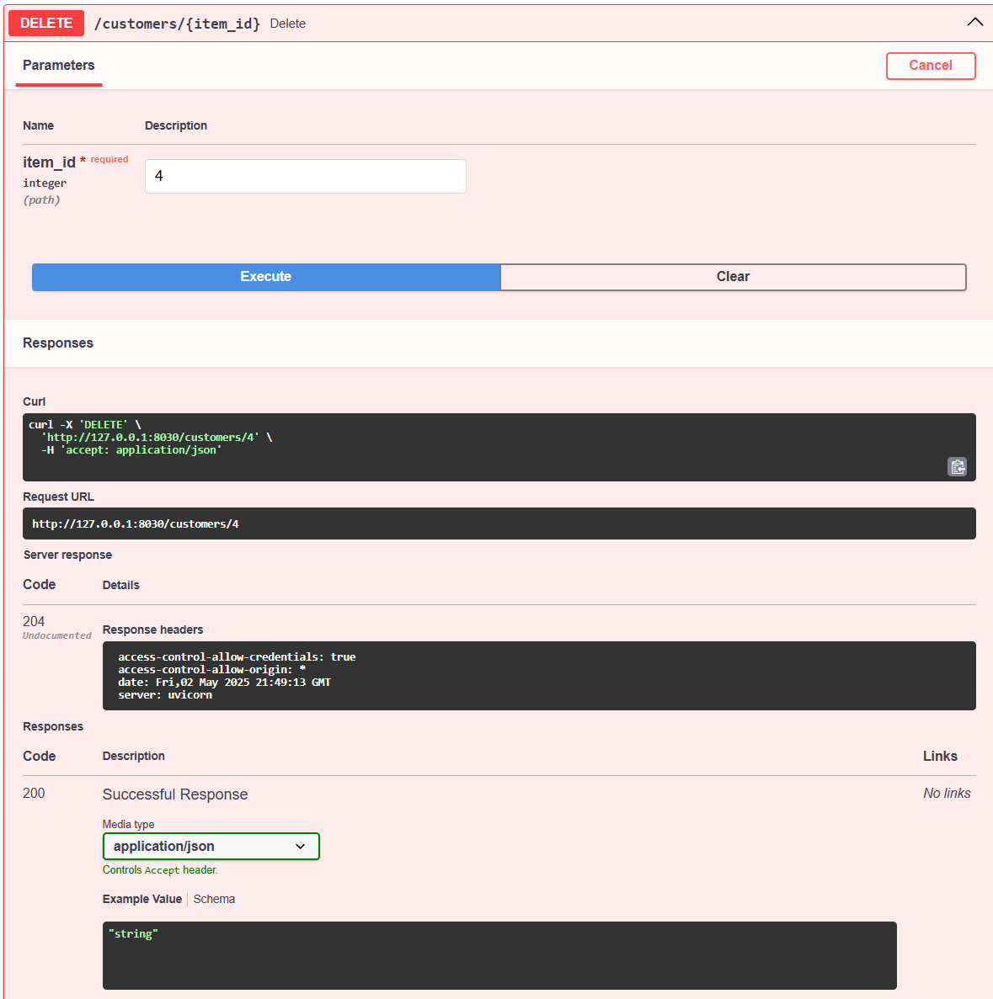 DELETE /customers/{item_id} Delete
Parameters
Cancel
Name Description
item_id * required
integer
(path)
4
Execute Clear
Responses
Curl
curl -X 'DELETE' \
'http://127.0.0.1:8030/customers/4' \
-H 'accept: application/json'
Request URL
http://127.0.0.1:8030/customers/4
Server response
Code Details
204
Undocumented
Response headers
access-control-allow-credentials: true
access-control-allow-origin: *
date: Fri,02 May 2025 21:49:13 GMT
server: uvicorn
Responses
Code Description Links
200 Successful Response No links
Media type
application/json
Controls Accept header.
Example Value Schema
"string"